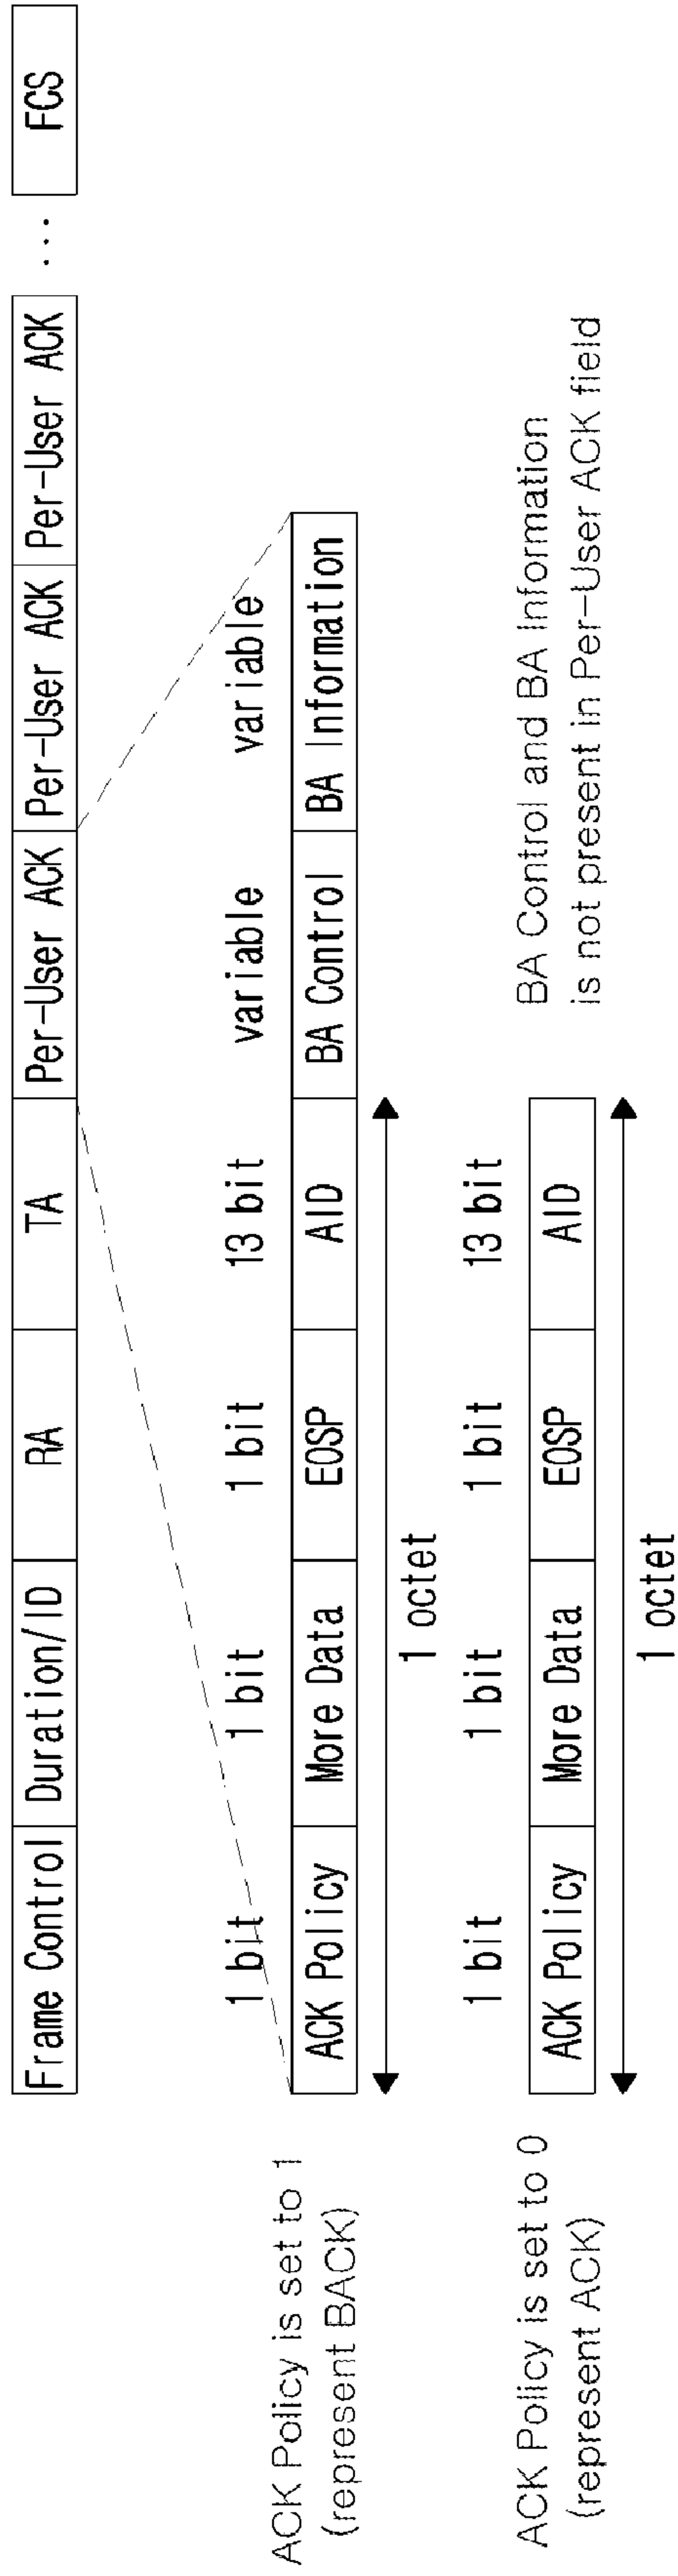 Frame Control Duration/ID RA TA Per-User ACK Per-User ACK Per-User ACK ... FCS
1 bit 1 bit 1 bit 13 bit variable variable
ACK Policy is set to 1
(represent BACK)
ACK Policy More Data EOSP AID BA Control BA Information
1 octet
1 bit 1 bit 1 bit 13 bit
ACK Policy is set to 0
(represent ACK)
ACK Policy More Data EOSP AID
BA Control and BA Information
is not present in Per-User ACK field
1 octet